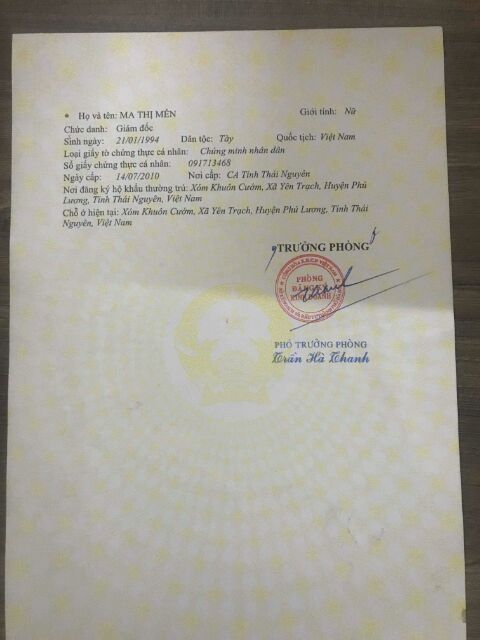 * Họ và tên: MA THỊ MẾN Giới tính: Nữ
Chức danh: Giám đốc
Sinh ngày: 21/01/1994 Dân tộc: Tày Quốc tịch: Việt Nam
Loại giấy tờ chứng thực cá nhân: Chứng minh nhân dân
Số giấy chứng thực cá nhân: 091713468
Ngày cấp: 14/07/2010 Nơi cấp: CA Tỉnh Thái Nguyên
Nơi đăng ký hộ khẩu thường trú: Xóm Khuôn Cướm, Xã Yên Trạch, Huyện Phú
Lương, Tỉnh Thái Nguyên, Việt Nam
Chỗ ở hiện tại: Xóm Khuôn Cướm, Xã Yên Trạch, Huyện Phú Lương, Tỉnh Thái
Nguyên, Việt Nam
TRƯỞNG PHÒNG
PHÒNG
ĐĂNG KÝ
KINH DOANH
PHÓ TRƯỞNG PHÒNG
Trần Hà Thanh